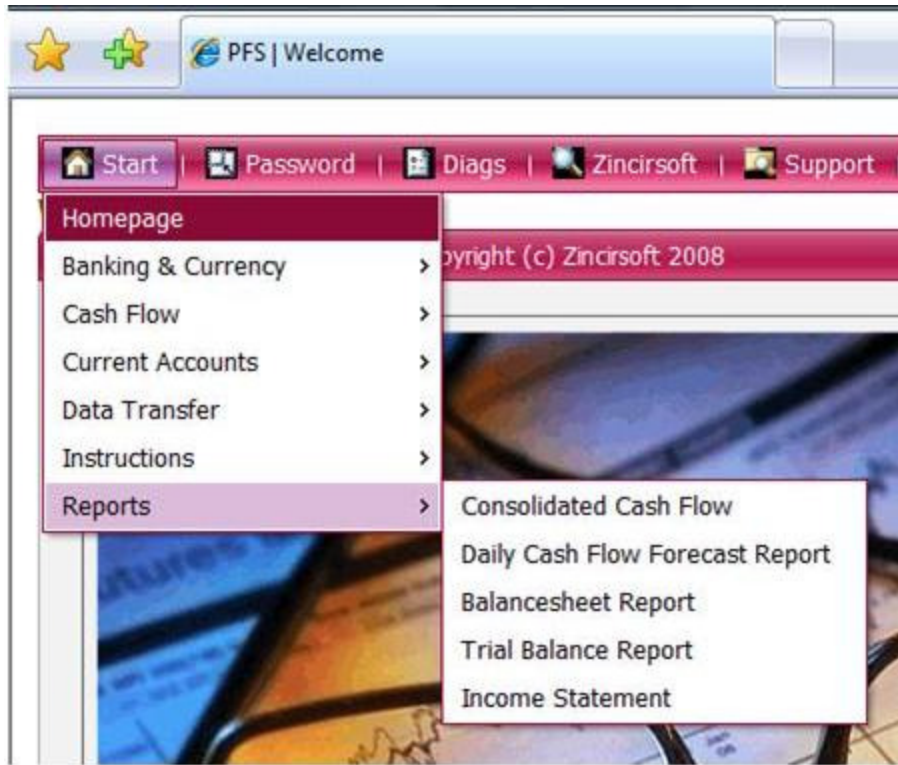 PFS | Welcome
Start | Password | Diags | Zincirsoft | Support
Homepage
Banking & Currency
Cash Flow
Current Accounts
Data Transfer
Instructions
Reports
(c) Zincirsoft 2008
Consolidated Cash Flow
Daily Cash Flow Forecast Report
Balancesheet Report
Trial Balance Report
Income Statement